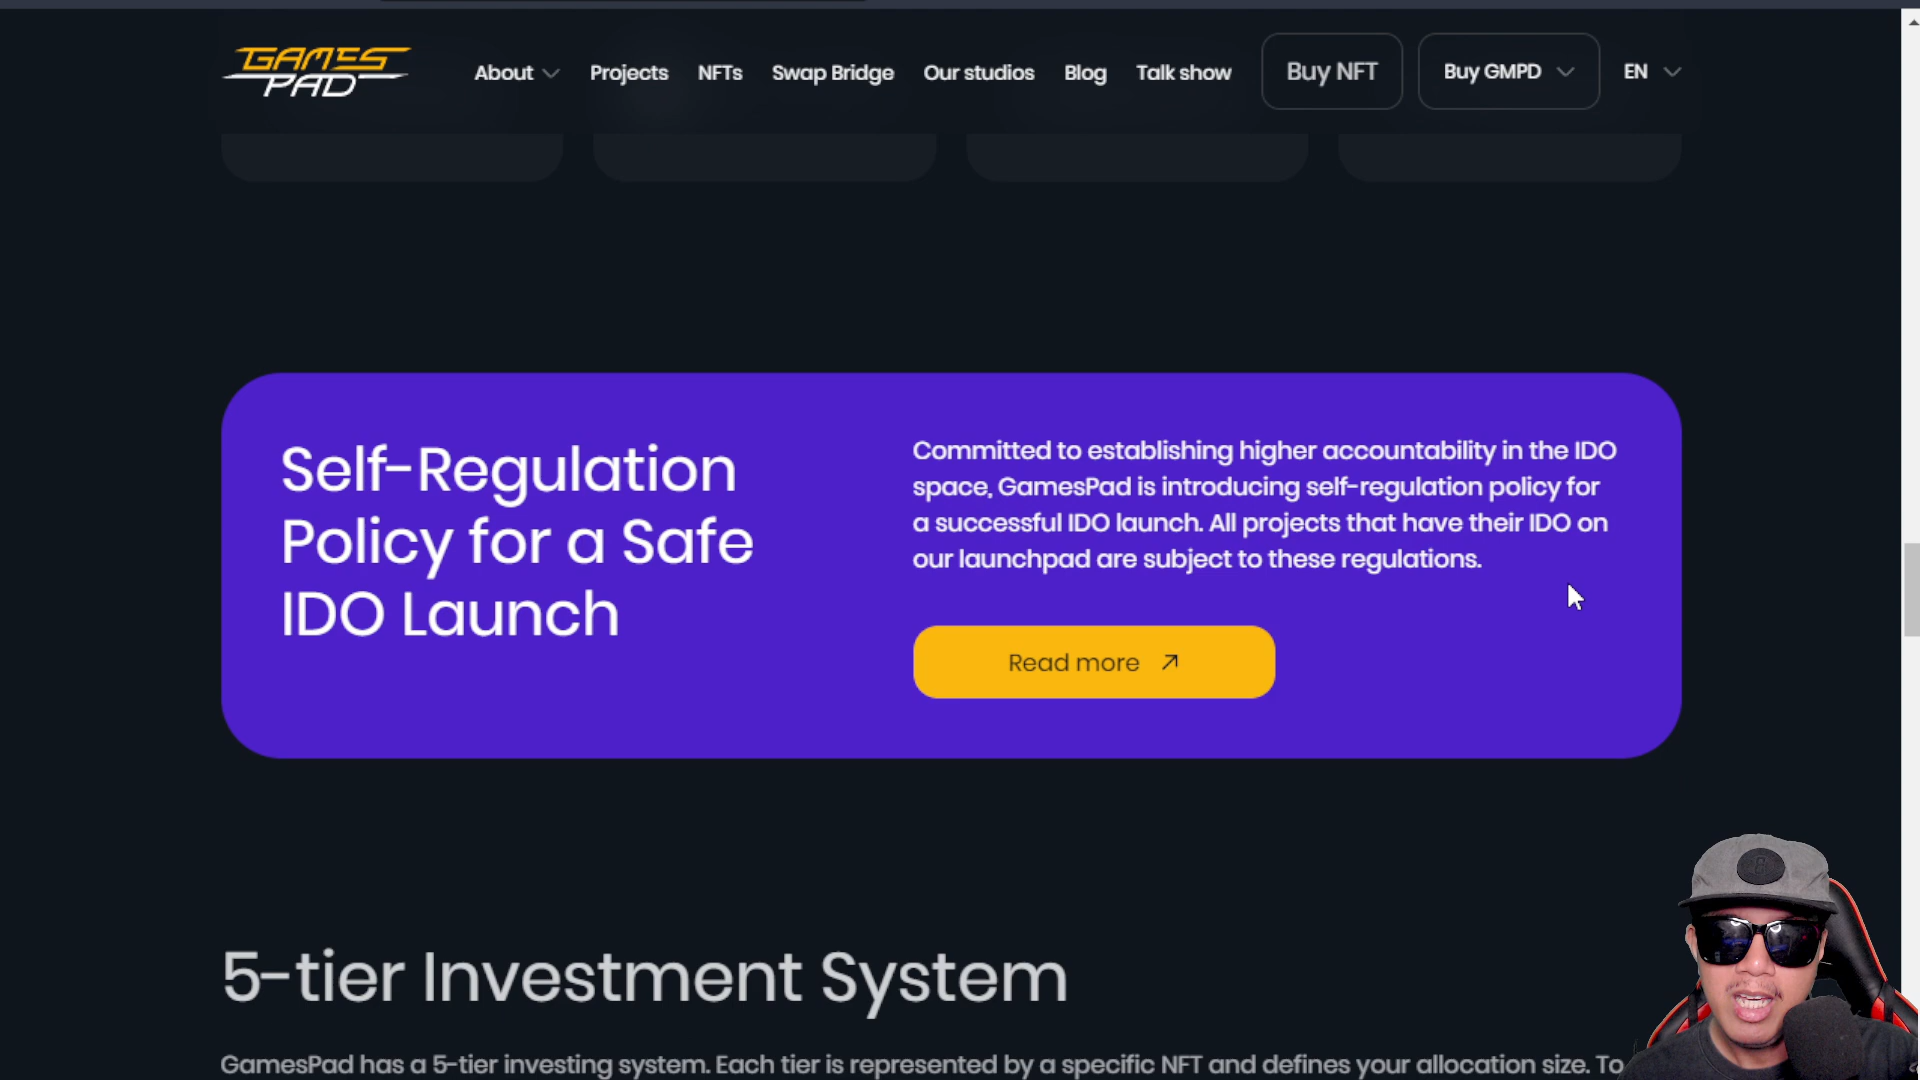 GAMES
PAD
About
Projects
NFTs
Swap Bridge
Our studios
Blog
Talk show
Buy NFT
Buy GMPD
EN
Self-Regulation
Policy for a Safe
IDO Launch
Committed to establishing higher accountability in the IDO
space, GamesPad is introducing self-regulation policy for
a successful IDO launch. All projects that have their IDO on
our launchpad are subject to these regulations.
Read more
5-tier Investment System
GamesPad has a 5-tier investing system. Each tier is represented by a specific NFT and defines your allocation size. To